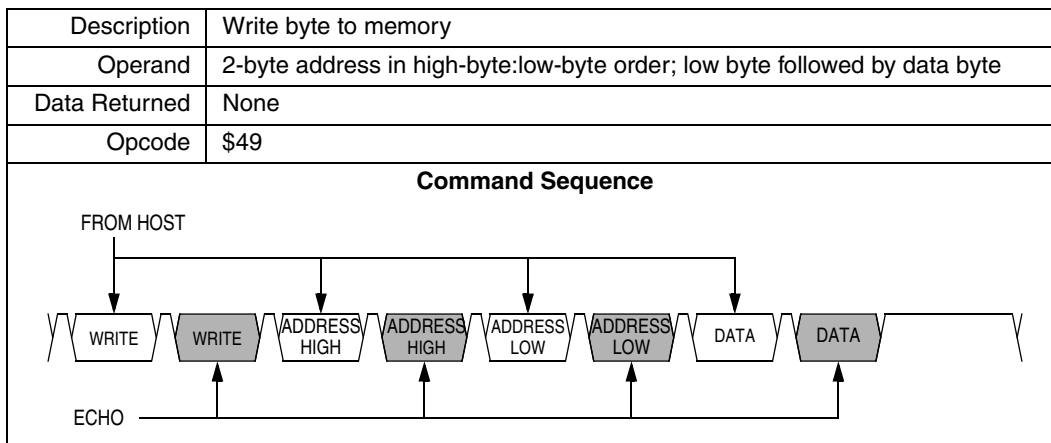 Description Write byte to memory
Operand 2-byte address in high-byte:low-byte order; low byte followed by data byte
Data Returned None
Opcode $49
Command Sequence
FROM HOST
WRITE WRITE ADDRESS HIGH ADDRESS HIGH ADDRESS LOW ADDRESS LOW DATA DATA
ECHO